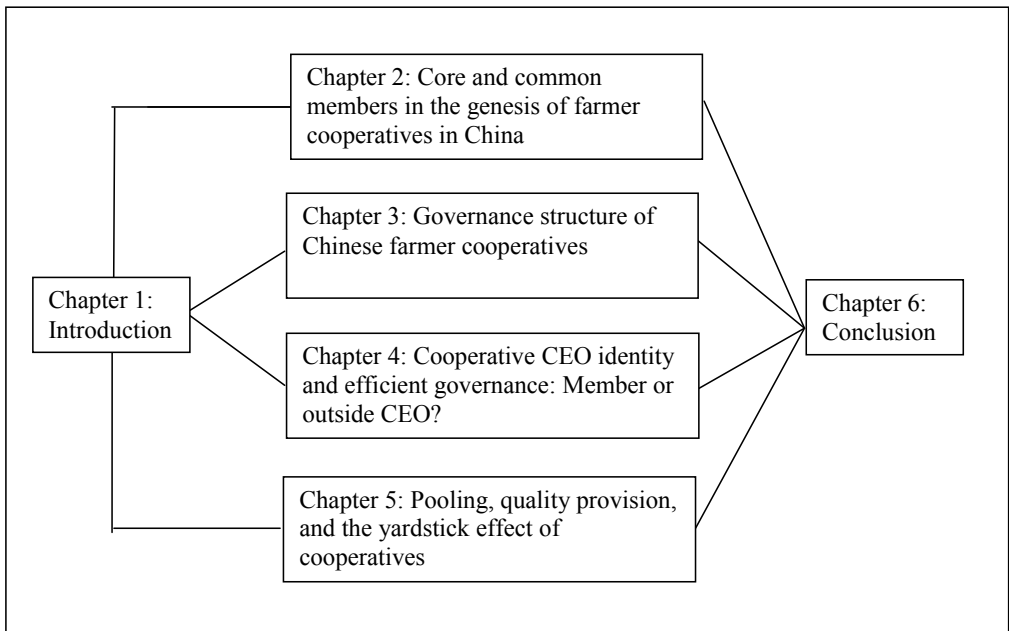 Chapter 2: Core and common
members in the genesis of farmer
cooperatives in China
Chapter 3: Governance structure of
Chinese farmer cooperatives
Chapter 1:
Introduction
Chapter 6:
Conclusion
Chapter 4: Cooperative CEO identity
and efficient governance: Member or
outside CEO?
Chapter 5: Pooling, quality provision,
and the yardstick effect of
cooperatives